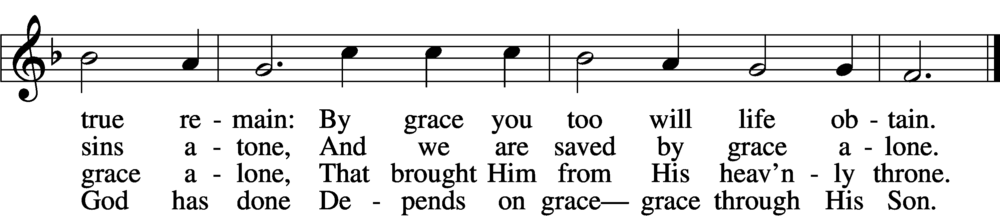 true re - main: By grace you too will life ob - tain.
sins a - tone, And we are saved by grace a - lone.
grace a - lone, That brought Him from His heav’n - ly throne.
God has done De - pends on grace— grace through His Son.